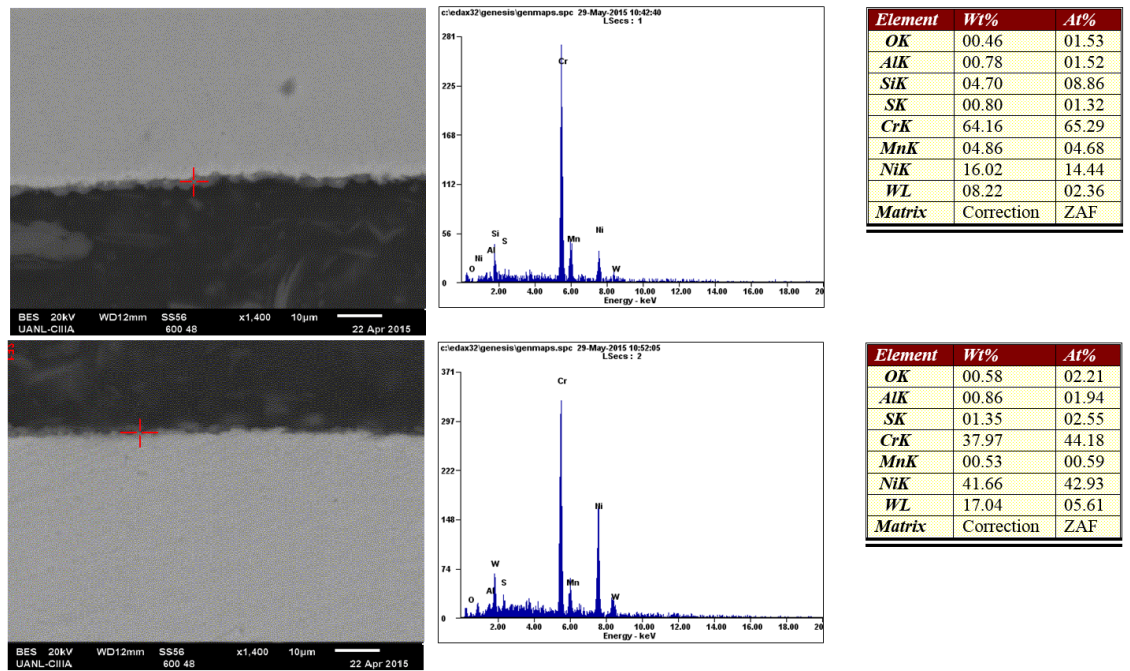 c:\edax32\genesis\genmaps.spc 29-May-2015 10:42:40
LSecs : 1
281
225
168
112
56
0
Cr
Si
S
Al
Ni
O
Mn
Ni
W
2.00 4.00 6.00 8.00 10.00 12.00 14.00 16.00 18.00 20
Energy - keV
BES 20kV WD12mm SS56 x1,400 10µm
UANL-CIIIA 600 48 22 Apr 2015
Element Wt% At%
OK 00.46 01.53
AlK 00.78 01.52
SiK 04.70 08.86
SK 00.80 01.32
CrK 64.16 65.29
MnK 04.86 04.68
NiK 16.02 14.44
WL 08.22 02.36
Matrix Correction ZAF
c:\edax32\genesis\genmaps.spc 29-May-2015 10:52:05
LSecs : 2
371
297
222
148
74
0
Cr
Ni
W
S
Al
O
Mn
W
2.00 4.00 6.00 8.00 10.00 12.00 14.00 16.00 18.00 20
Energy - keV
BES 20kV WD12mm SS56 x1,400 10µm
UANL-CIIIA 600 48 22 Apr 2015
Element Wt% At%
OK 00.58 02.21
AlK 00.86 01.94
SK 01.35 02.55
CrK 37.97 44.18
MnK 00.53 00.59
NiK 41.66 42.93
WL 17.04 05.61
Matrix Correction ZAF